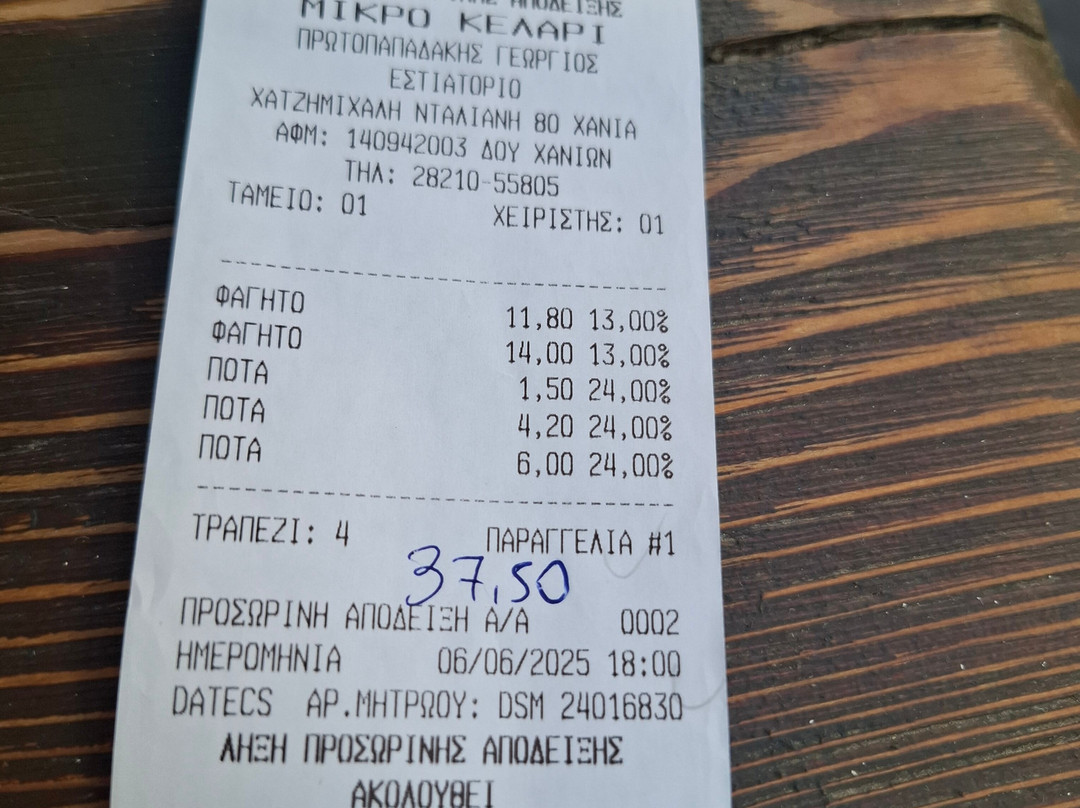 ΑΠΟΔΕΙΞΗΣ
ΜΙΚΡΟ ΚΕΛΑΡΙ
ΠΡΩΤΟΠΑΠΑΔΑΚΗΣ ΓΕΩΡΓΙΟΣ
ΕΣΤΙΑΤΟΡΙΟ
ΧΑΤΖΗΜΙΧΑΛΗ ΝΤΑΛΙΑΝΗ 80 ΧΑΝΙΑ
ΑΦΜ: 140942003 ΔΟΥ ΧΑΝΙΩΝ
ΤΗΛ: 28210-55805
ΤΑΜΕΙΟ: 01 ΧΕΙΡΙΣΤΗΣ: 01
ΦΑΓΗΤΟ 11,80 13,00%
ΦΑΓΗΤΟ 14,00 13,00%
ΠΟΤΑ 1,50 24,00%
ΠΟΤΑ 4,20 24,00%
ΠΟΤΑ 6,00 24,00%
ΤΡΑΠΕΖΙ: 4 ΠΑΡΑΓΓΕΛΙΑ #1
37,50
ΠΡΟΣΩΡΙΝΗ ΑΠΟΔΕΙΞΗ Α/Α 0002
ΗΜΕΡΟΜΗΝΙΑ 06/06/2025 18:00
DATECS ΑΡ.ΜΗΤΡΩΟΥ: DSM 24016830
ΛΗΞΗ ΠΡΟΣΩΡΙΝΗΣ ΑΠΟΔΕΙΞΗΣ
ΑΚΟΛΟΥΘΕΙ